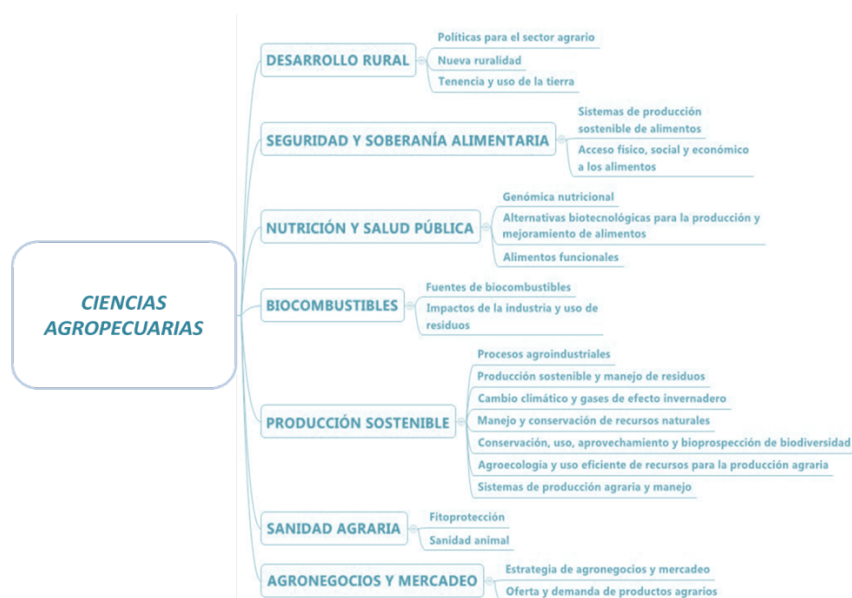 CIENCIAS
AGROPECUARIAS
DESARROLLO RURAL
Políticas para el sector agrario
Nueva ruralidad
Tenencia y uso de la tierra
SEGURIDAD Y SOBERANÍA ALIMENTARIA
Sistemas de producción
sostenible de alimentos
Acceso físico, social y económico
a los alimentos
NUTRICIÓN Y SALUD PÚBLICA
Genómica nutricional
Alternativas biotecnológicas para la producción y
mejoramiento de alimentos
Alimentos funcionales
BIOCOMBUSTIBLES
Fuentes de biocombustibles
Impactos de la industria y uso de
residuos
PRODUCCIÓN SOSTENIBLE
Procesos agroindustriales
Producción sostenible y manejo de residuos
Cambio climático y gases de efecto invernadero
Manejo y conservación de recursos naturales
Conservación, uso, aprovechamiento y bioprospección de biodiversidad
Agroecología y uso eficiente de recursos para la producción agraria
Sistemas de producción agraria y manejo
SANIDAD AGRARIA
Fitoprotección
Sanidad animal
AGRONEGOCIOS Y MERCADEO
Estrategia de agronegocios y mercadeo
Oferta y demanda de productos agrarios